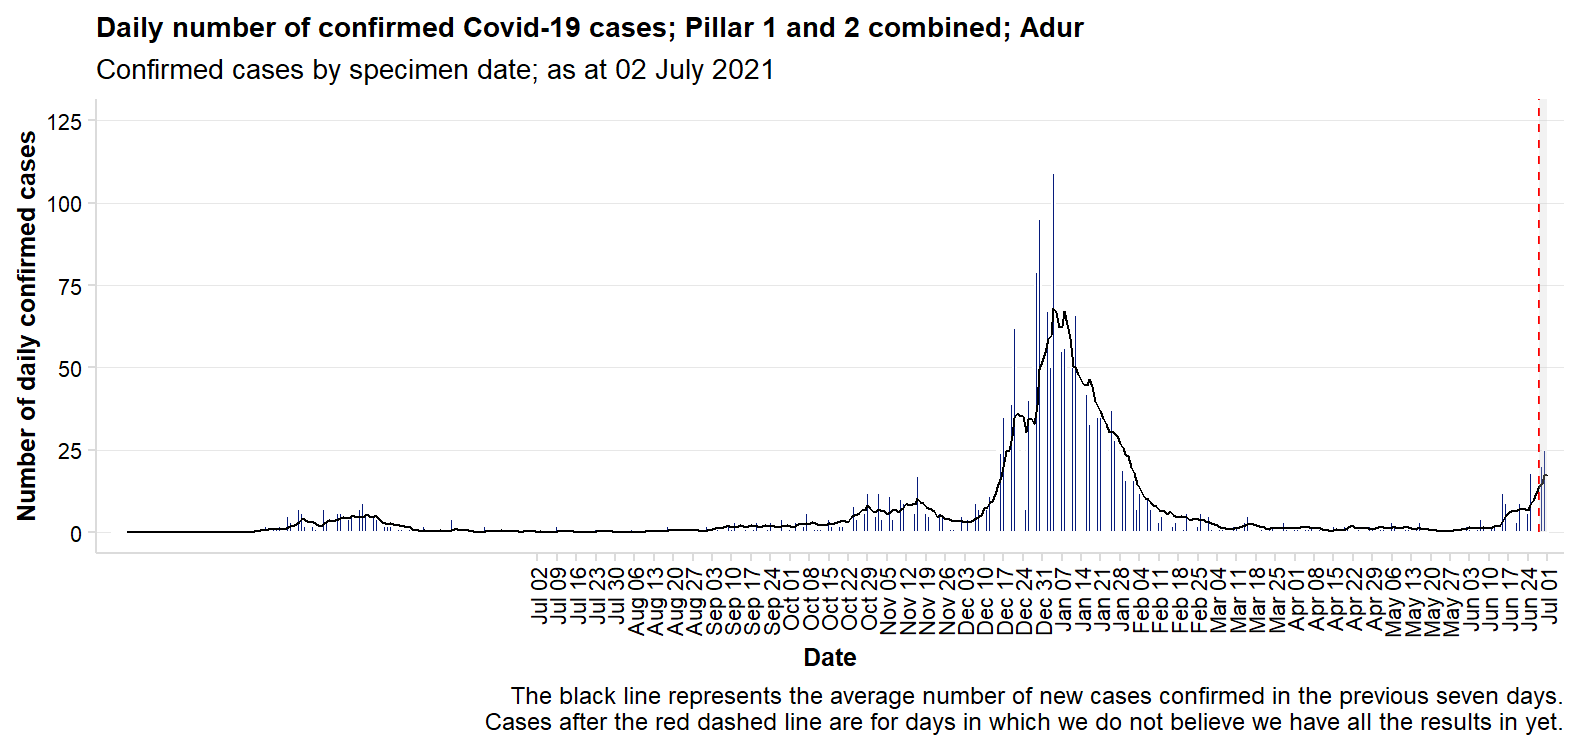 Daily number of confirmed Covid-19 cases; Pillar 1 and 2 combined; Adur
Confirmed cases by specimen date; as at 02 July 2021
Number of daily confirmed cases
125
100
75
50
25
0
Jul 02
Jul 09
Jul 16
Jul 23
Jul 30
Aug 06
Aug 13
Aug 20
Aug 27
Sep 03
Sep 10
Sep 17
Sep 24
Oct 01
Oct 08
Oct 15
Oct 22
Oct 29
Nov 05
Nov 12
Nov 19
Nov 26
Dec 03
Dec 10
Dec 17
Dec 24
Dec 31
Jan 07
Jan 14
Jan 21
Jan 28
Feb 04
Feb 11
Feb 18
Feb 25
Mar 04
Mar 11
Mar 18
Mar 25
Apr 01
Apr 08
Apr 15
Apr 22
Apr 29
May 06
May 13
May 20
May 27
Jun 03
Jun 10
Jun 17
Jun 24
Jul 01
Date
The black line represents the average number of new cases confirmed in the previous seven days.
Cases after the red dashed line are for days in which we do not believe we have all the results in yet.